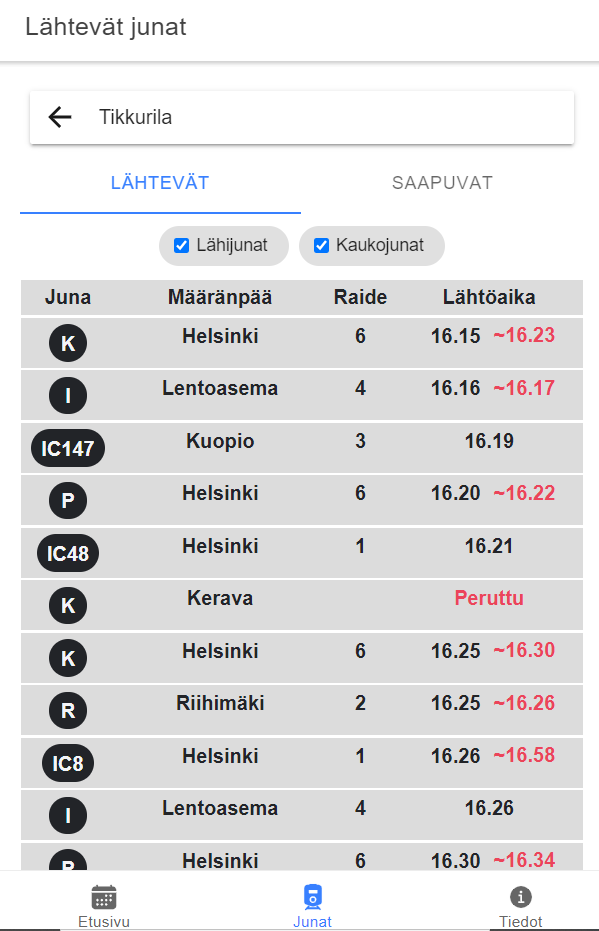 Lähtevät junat
Tikkurila
LÄHTEVÄT SAAPUVAT
Lähijunat Kaukojunat
Juna Määränpää Raide Lähtöaika
K Helsinki 6 16.15 ~16.23
I Lentoasema 4 16.16 ~16.17
IC147 Kuopio 3 16.19
P Helsinki 6 16.20 ~16.22
IC48 Helsinki 1 16.21
K Kerava Peruttu
K Helsinki 6 16.25 ~16.30
R Riihimäki 2 16.25 ~16.26
IC8 Helsinki 1 16.26 ~16.58
I Lentoasema 4 16.26
Helsinki 6 16.30 ~16.34
Etusivu Junat Tiedot